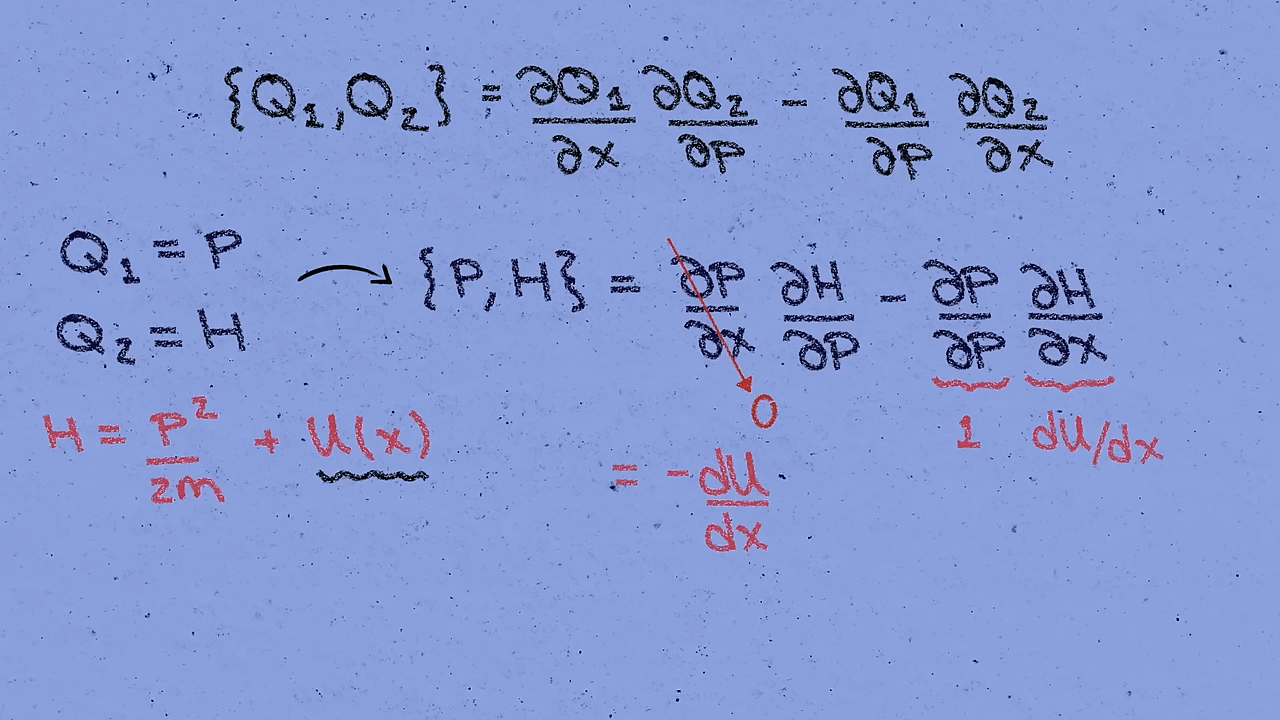 {Q₁,Q₂} = ∂Q₁/∂x ∂Q₂/∂p − ∂Q₁/∂p ∂Q₂/∂x
Q₁ = P
{P,H} = ∂P/∂x ∂H/∂P − ∂P/∂P ∂H/∂x
Q₂ = H
0
H = P²/2m + U(x)
1 dU/dx
= −dU/dx